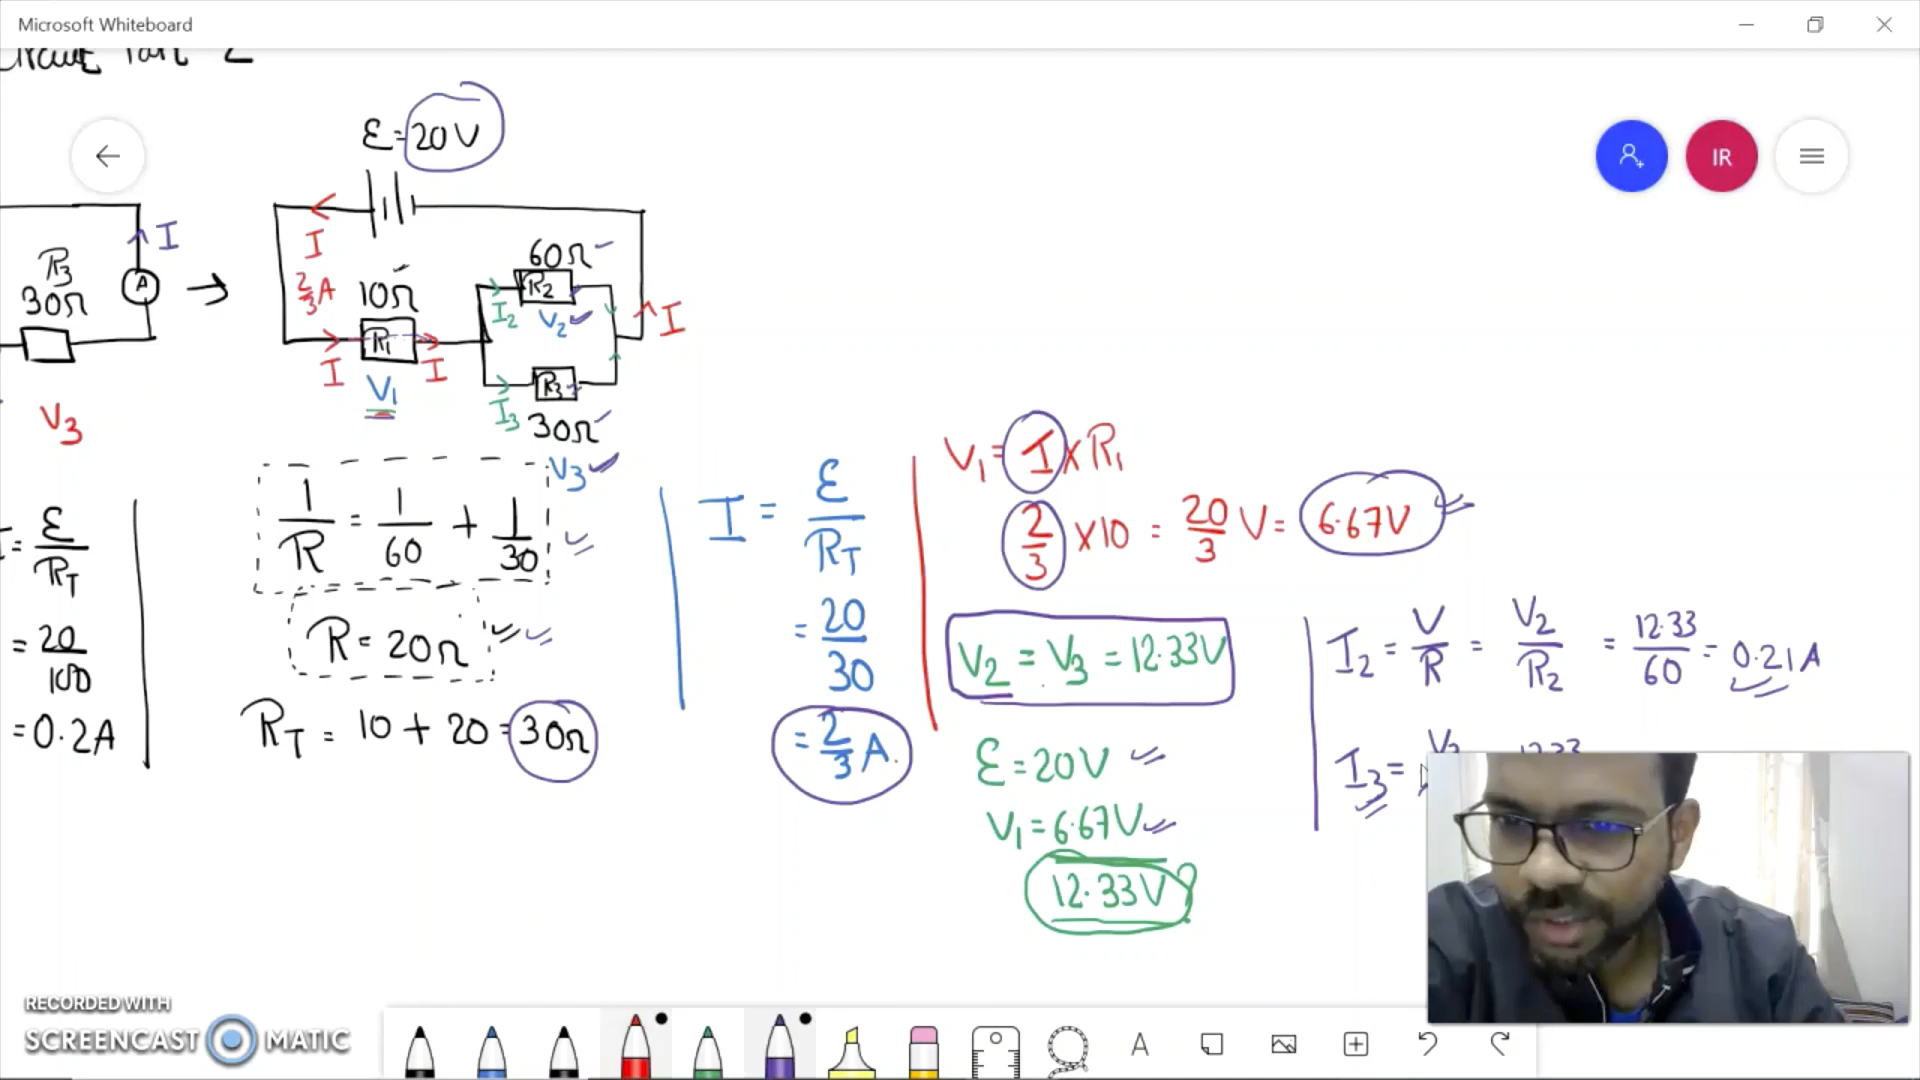 Microsoft Whiteboard
Circuit Part 2
ε = 20V
I
R3
30Ω
A
I
2/3 A
10Ω
R1
I
I
V1
60Ω
R2
I2
V2
I
R3
I3
30Ω
V3
V3
IR
= ε/RT
= 20/100
= 0.2A
1/R = 1/60 + 1/30
R = 20Ω
RT = 10 + 20 = 30Ω
I = ε/RT
= 20/30
= 2/3 A.
V1 = I × R1
2/3 × 10 = 20/3 V = 6.67V
V2 = V3 = 12.33V
ε = 20V
V1 = 6.67V
12.33V
I2 = V/R = V2/R2 = 12.33/60 = 0.21A
I3 =
RECORDED WITH
SCREENCAST MATIC
A